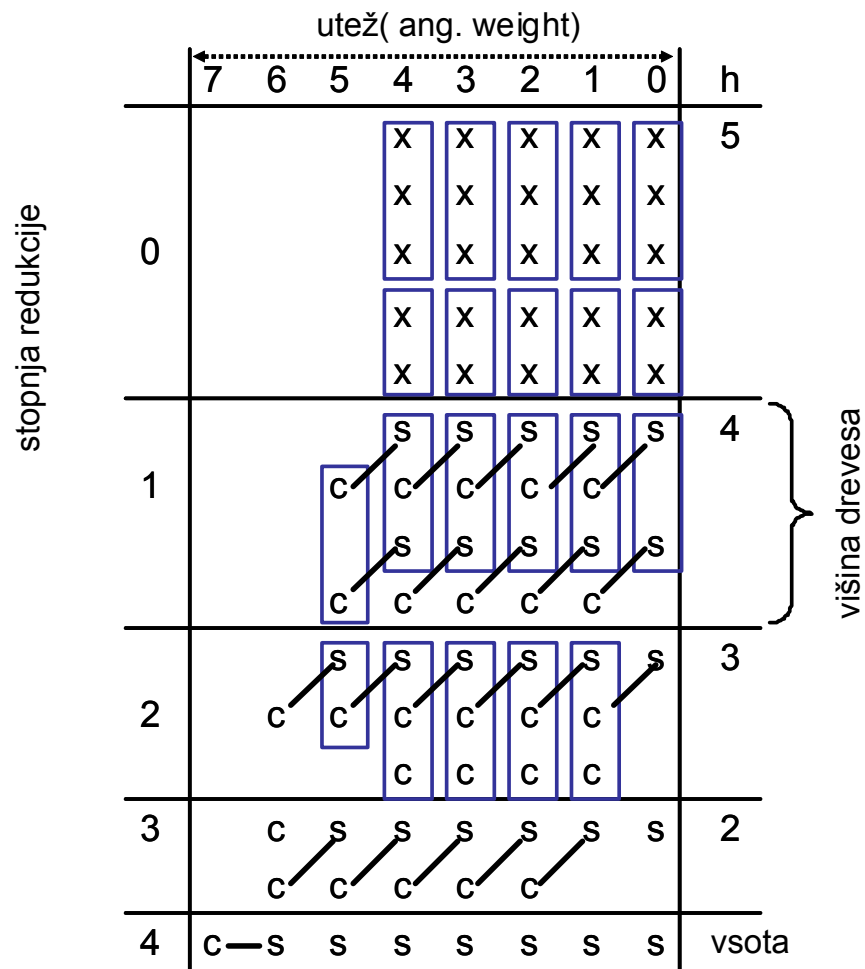 utež( ang. weight)
7 6 5 4 3 2 1 0 h
stopnja redukcije
0
x x x x x 5
x x x x x
x x x x x
x x x x x
x x x x x
1
s s s s s 4
c c c c c
s s s s s
c c c c c
višina drevesa
2
s s s s s s 3
c c c c c c
c c c c
3 c s s s s s s 2
c c c c c
4 c s s s s s s s vsota